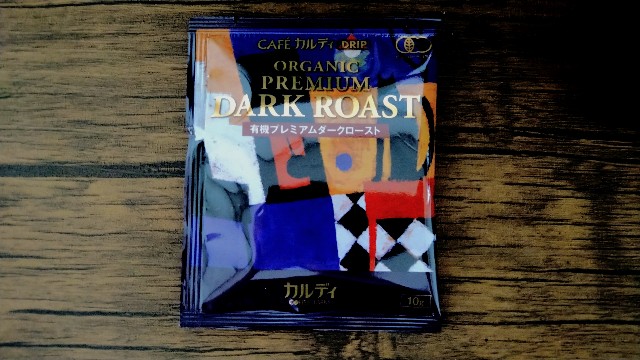 CAFÉ カルディ DRIP
ORGANIC
PREMIUM
DARK ROAST
有機プレミアムダークロースト
カルディ
10g